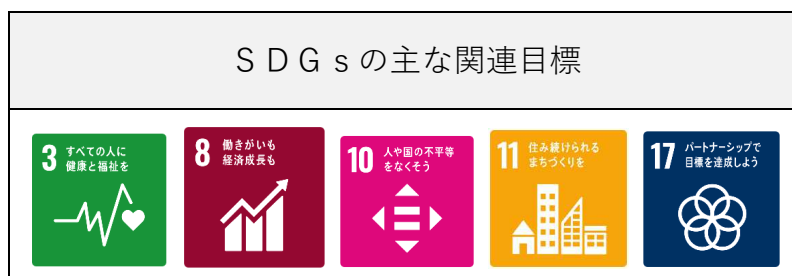 ＳＤＧｓの主な関連目標
3 すべての人に
健康と福祉を
8 働きがいも
経済成長も
10 人や国の不平等
をなくそう
11 住み続けられる
まちづくりを
17 パートナーシップで
目標を達成しよう